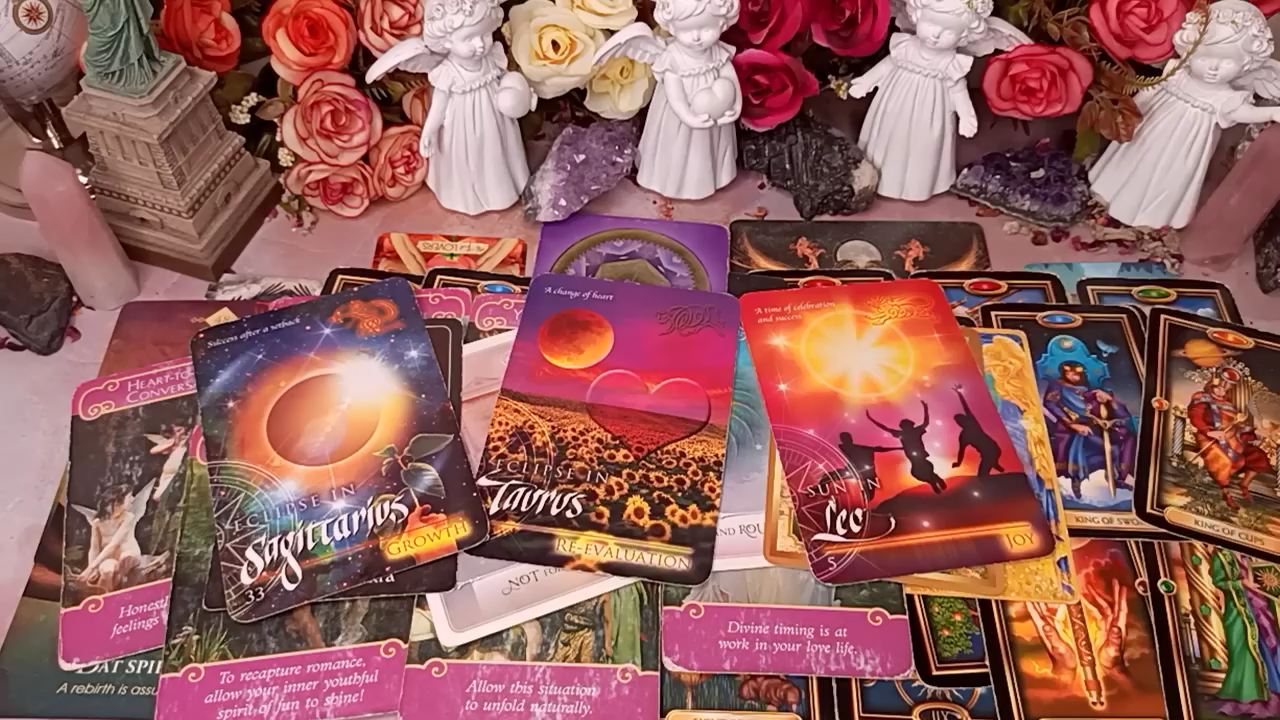 LOVERS
HEART-TO
CONVERS
Honest
feelings
Success after a setback
ECLIPSE IN
Sagittarius
GROWTH
33
A change of heart
ECLIPSE IN
Taurus
RE-EVALUATION
A time of celebration
and success
SUN IN
Leo
JOY
5
KING OF SWO
KING OF CUPS
NOT
AND
Divine timing is at
work in your love life.
To recapture romance,
allow your inner youthful
spirit of fun to shine!
Allow this situation
to unfold naturally.
A rebirth is assu